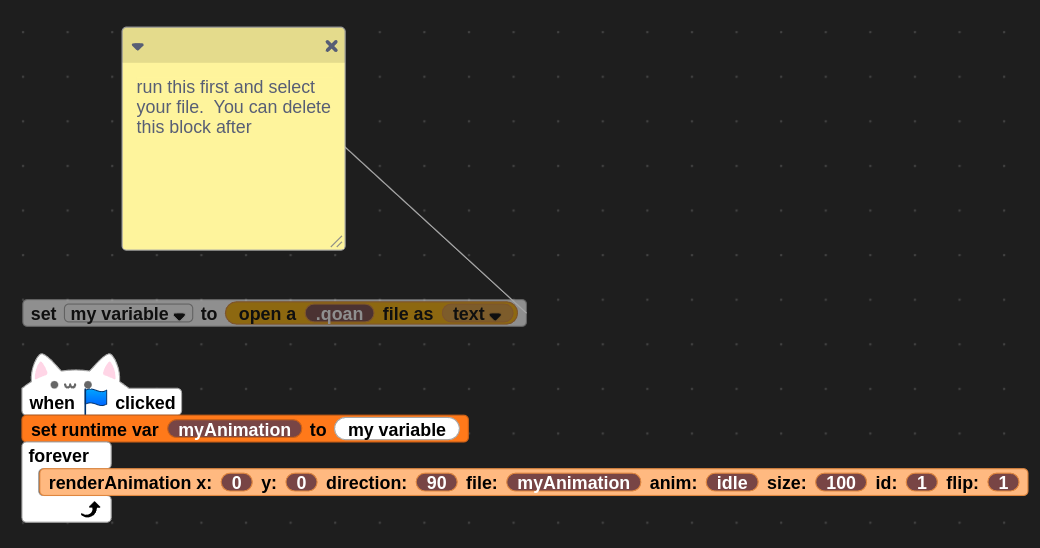 run this first and select
your file.  You can delete
this block after
set my variable to open a .qoan file as text
when clicked
set runtime var myAnimation to my variable
forever
renderAnimation x: 0 y: 0 direction: 90 file: myAnimation anim: idle size: 100 id: 1 flip: 1